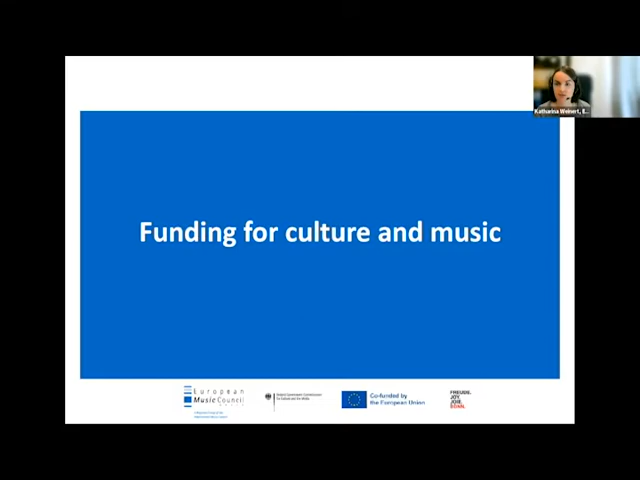 Katharina Weinert, E...
Funding for culture and music
European
Music Council
Co-funded by
the European Union
FREUDE.
JOY.
JOIE.
BONN.